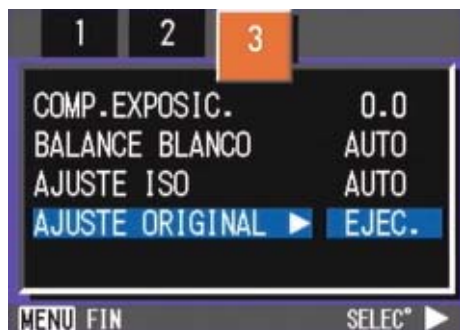 1 2 3
COMP.EXPOSIC. 0.0
BALANCE BLANCO AUTO
AJUSTE ISO AUTO
AJUSTE ORIGINAL ▶ EJEC.
MENU FIN SELEC° ▶